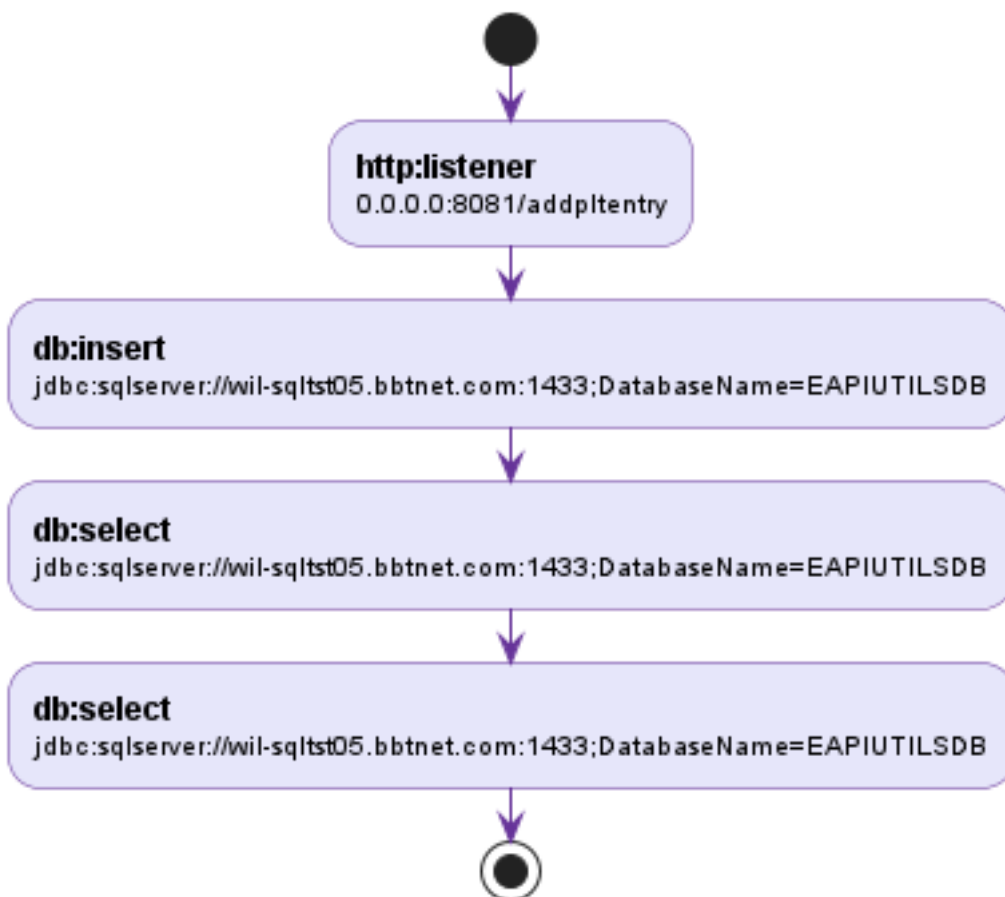 http:listener
0.0.0.0:8081/addpltentry
db:insert
jdbc:sqlserver://wil-sqltst05.bbtnet.com:1433;DatabaseName=EAPIUTILSDB
db:select
jdbc:sqlserver://wil-sqltst05.bbtnet.com:1433;DatabaseName=EAPIUTILSDB
db:select
jdbc:sqlserver://wil-sqltst05.bbtnet.com:1433;DatabaseName=EAPIUTILSDB